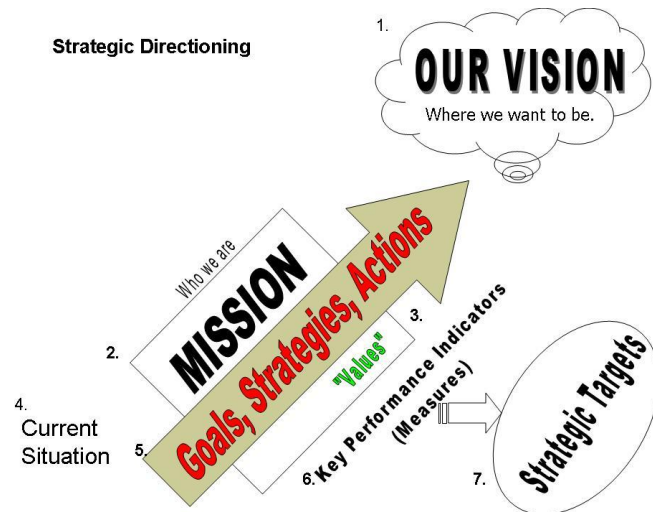 Strategic Directioning
1.
OUR VISION
Where we want to be.
2.
Who we are
MISSION
3.
"Values"
4.
Current
Situation
5.
Goals, Strategies, Actions
6.
Key Performance Indicators
(Measures)
7.
Strategic Targets